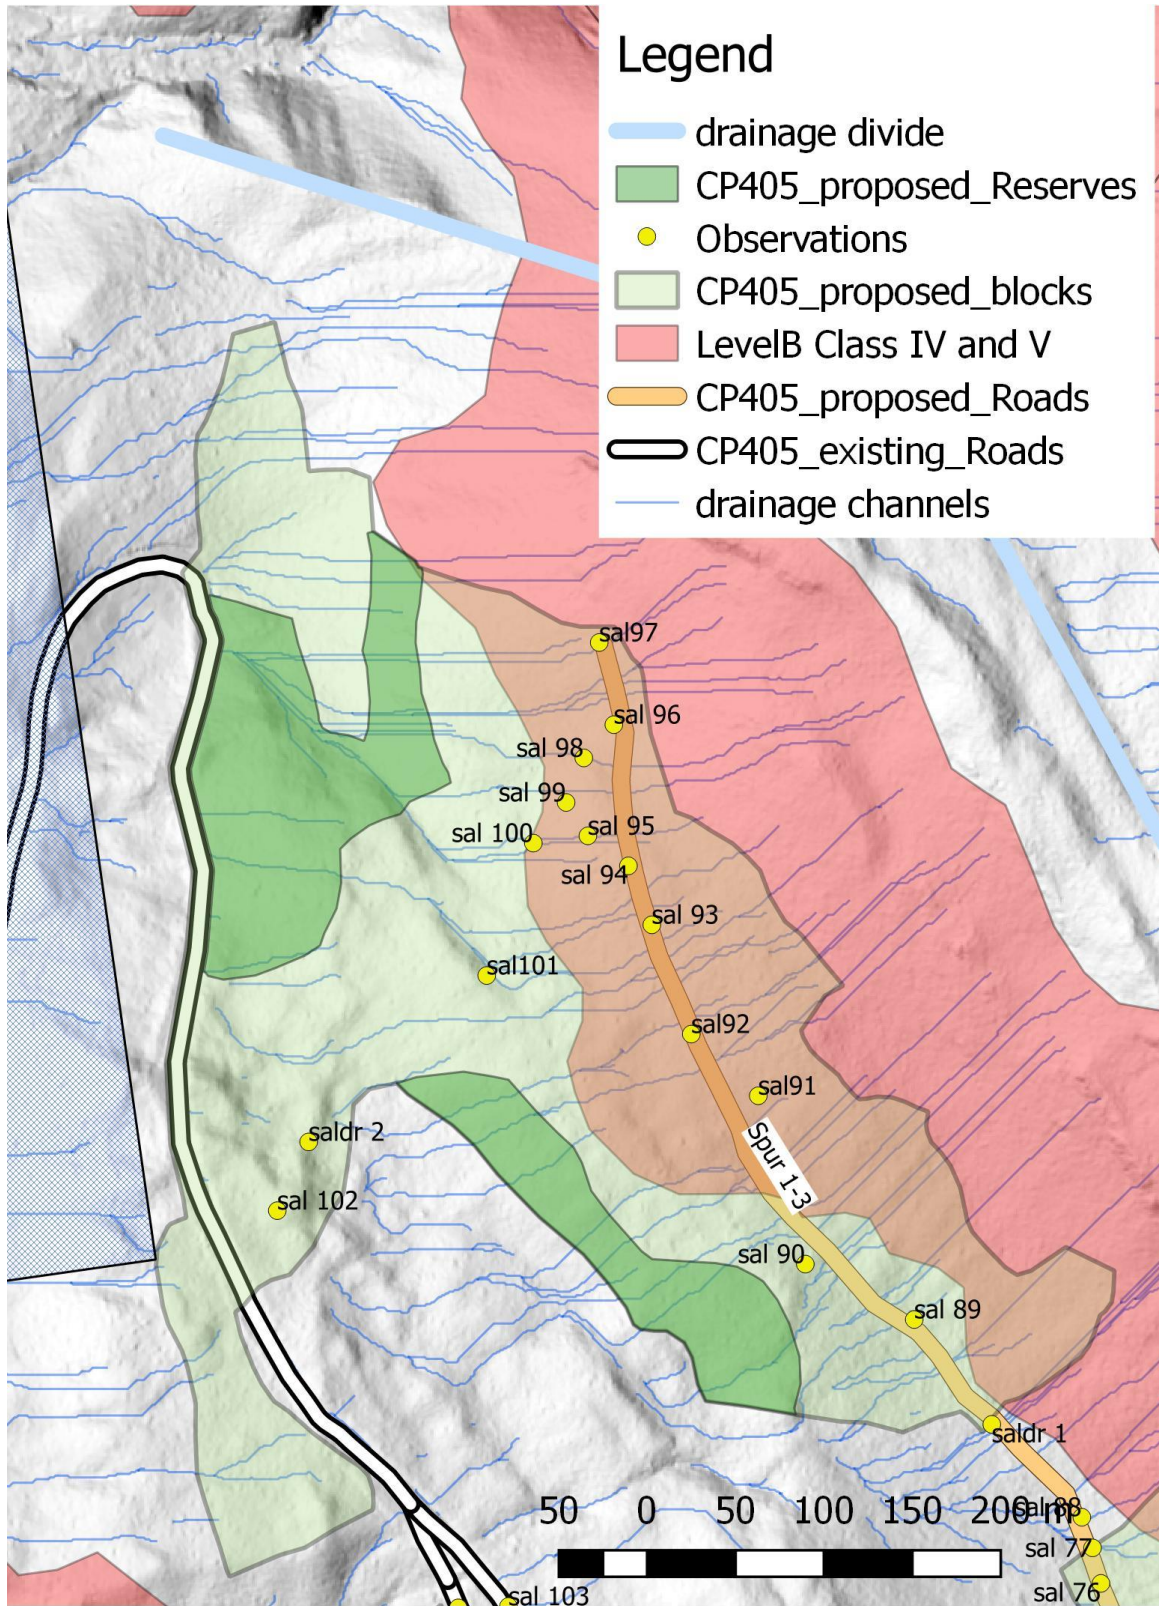 Legend
drainage divide
CP405_proposed_Reserves
Observations
CP405_proposed_blocks
LevelB Class IV and V
CP405_proposed_Roads
CP405_existing_Roads
drainage channels
sal97
sal 96
sal 98
sal 99
sal 100
sal 95
sal 94
sal 93
sal101
sal92
sal91
saldr 2
Spur 1-3
sal 102
sal 90
sal 89
saldr 1
50 0 50 100 150 200 m
sal 88
sal 77
sal 76
sal 103